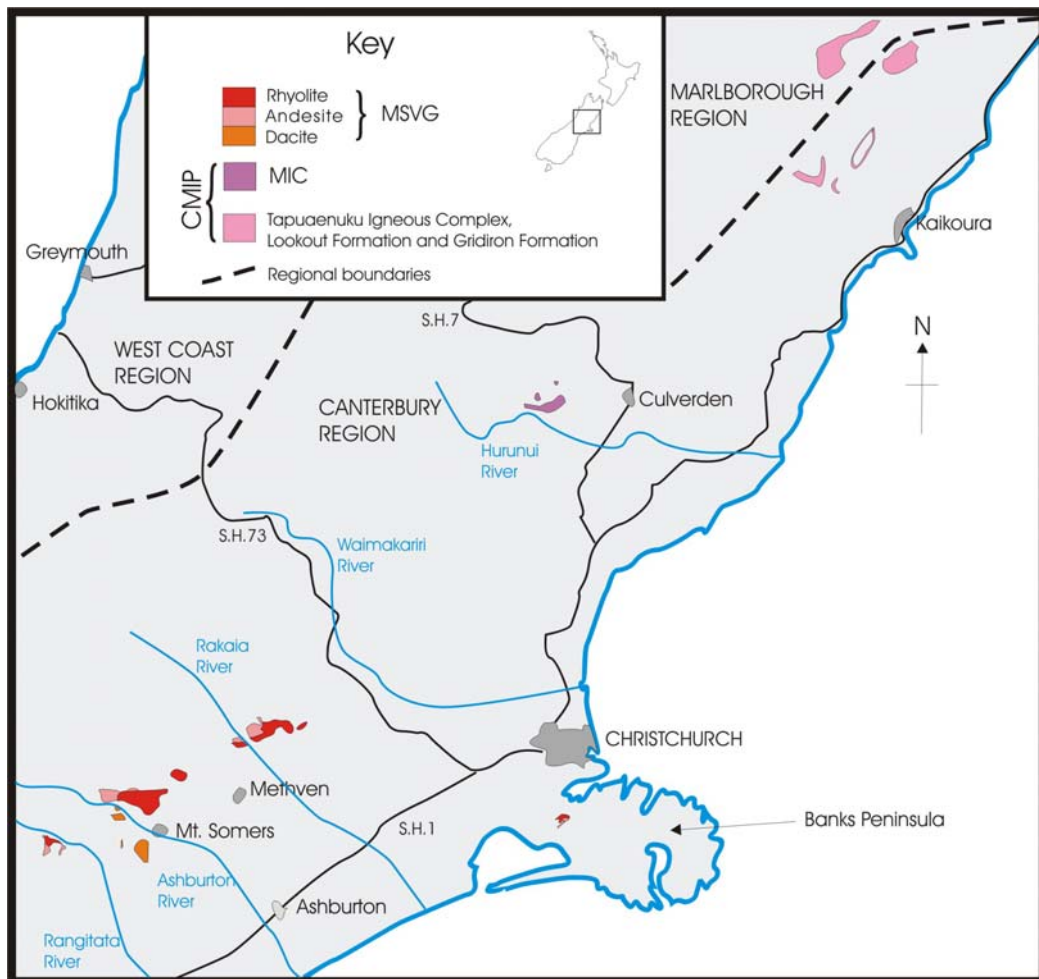 Key
Rhyolite
Andesite
Dacite
MSVG
CMIP
MIC
Tapuaenuku Igneous Complex,
Lookout Formation and Gridiron Formation
Regional boundaries
MARLBOROUGH
REGION
Kaikoura
Greymouth
S.H.7
N
WEST COAST
REGION
Hokitika
CANTERBURY
REGION
Culverden
Hurunui
River
S.H.73
Waimakariri
River
Rakaia
River
CHRISTCHURCH
Methven
Mt. Somers
S.H.1
Banks Peninsula
Ashburton
River
Ashburton
Rangitata
River